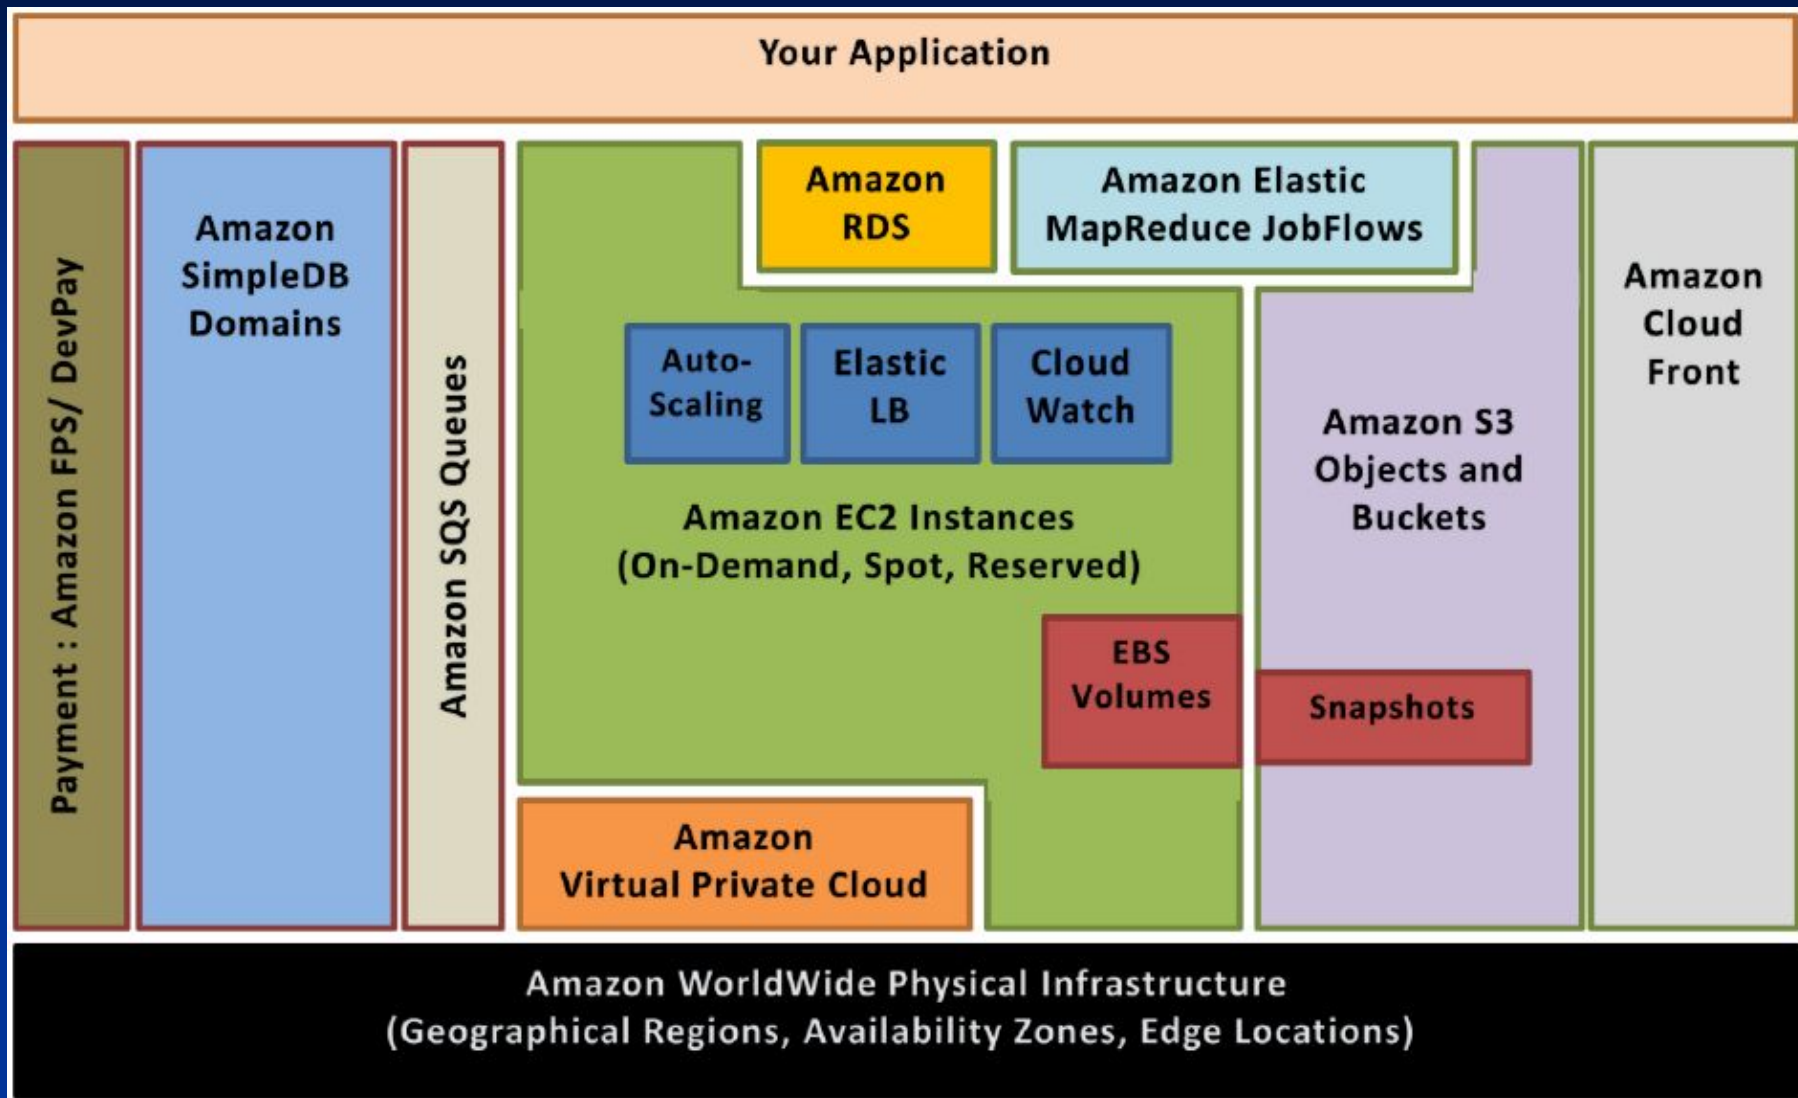 Your Application
Payment : Amazon FPS/ DevPay
Amazon
SimpleDB
Domains
Amazon SQS Queues
Amazon
RDS
Amazon Elastic
MapReduce JobFlows
Auto-
Scaling
Elastic
LB
Cloud
Watch
Amazon EC2 Instances
(On-Demand, Spot, Reserved)
EBS
Volumes
Amazon
Virtual Private Cloud
Amazon S3
Objects and
Buckets
Snapshots
Amazon
Cloud
Front
Amazon WorldWide Physical Infrastructure
(Geographical Regions, Availability Zones, Edge Locations)